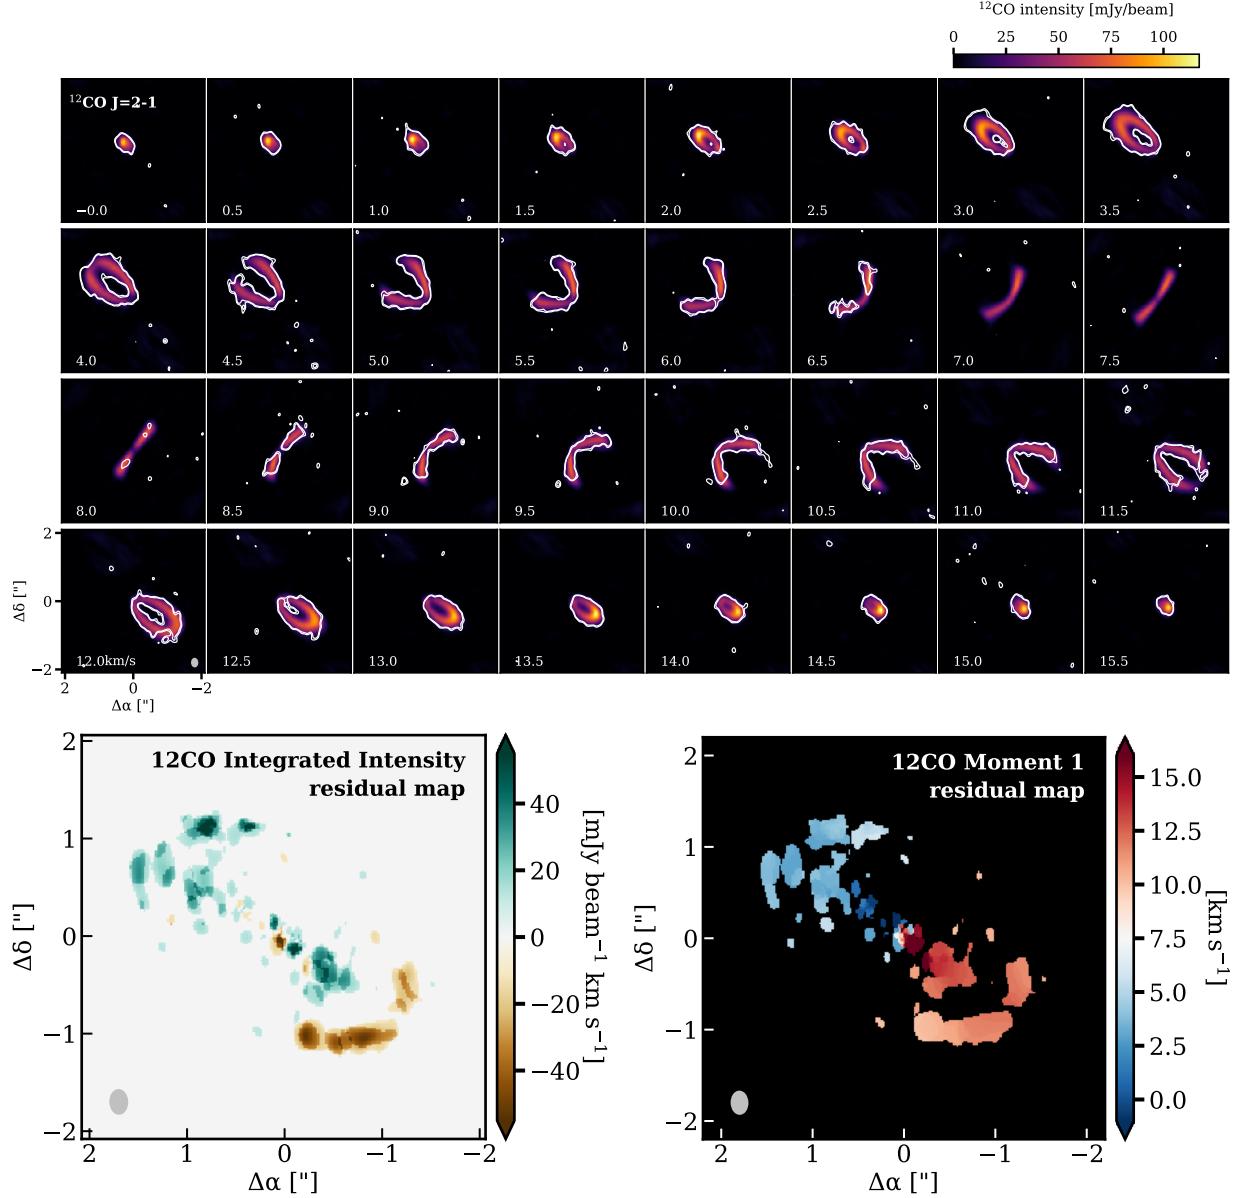 ¹²CO intensity [mJy/beam]
0 25 50 75 100
¹²CO J=2-1
−0.0 0.5 1.0 1.5 2.0 2.5 3.0 3.5
4.0 4.5 5.0 5.5 6.0 6.5 7.0 7.5
8.0 8.5 9.0 9.5 10.0 10.5 11.0 11.5
2
0
−2
Δδ ["]
12.0km/s 12.5 13.0 13.5 14.0 14.5 15.0 15.5
2 0 −2
Δα ["]
12CO Integrated Intensity
residual map
2
1
0
−1
−2
Δδ ["]
2 1 0 −1 −2
Δα ["]
40
20
0
−20
−40
[mJy beam⁻¹ km s⁻¹]
12CO Moment 1
residual map
2
1
0
−1
−2
Δδ ["]
2 1 0 −1 −2
Δα ["]
15.0
12.5
10.0
7.5
5.0
2.5
0.0
[km s⁻¹]